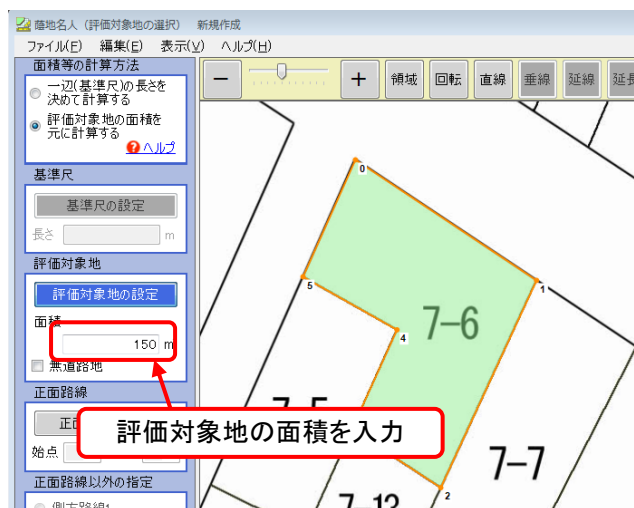 蔭地名人（評価対象地の選択） 新規作成
ファイル(F) 編集(E) 表示(V) ヘルプ(H)
面積等の計算方法
一辺(基準尺)の長さを
決めて計算する
評価対象地の面積を
元に計算する
ヘルプ
基準尺
基準尺の設定
長さ m
評価対象地
評価対象地の設定
面積
150 m
無道路地
正面路線
始点
正面路線以外の指定
側方路線1
− + 領域 回転 直線 垂線 延線
0
1
5
4
2
7-6
7-7
評価対象地の面積を入力